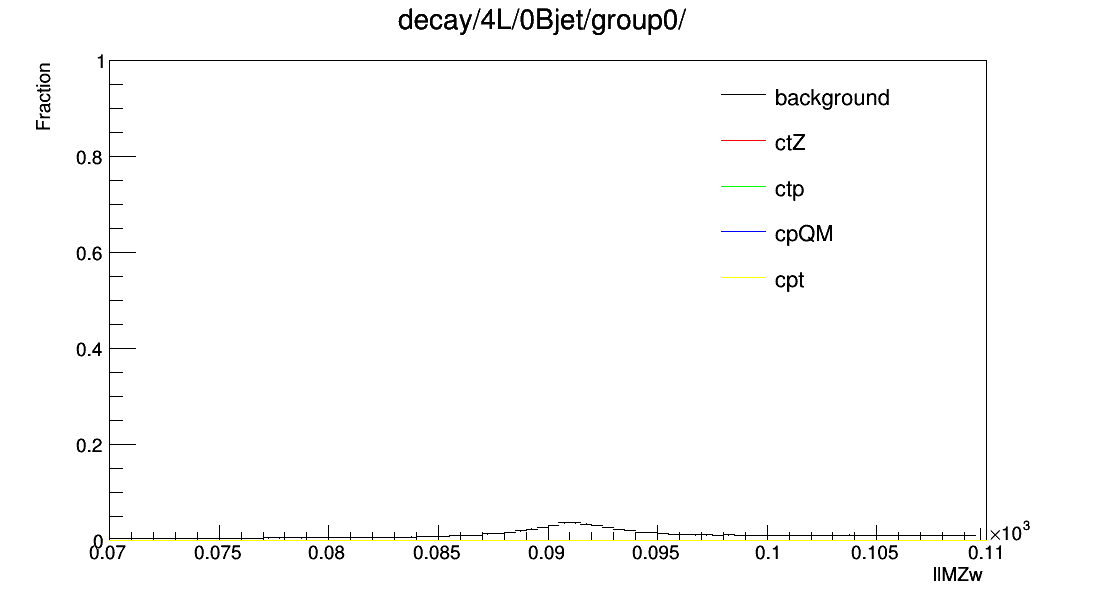 decay/4L/0Bjet/group0/
Fraction
1
0.8
0.6
0.4
0.2
0
background
ctZ
ctp
cpQM
cpt
0.07 0.075 0.08 0.085 0.09 0.095 0.1 0.105 0.11
×10³
llMZw